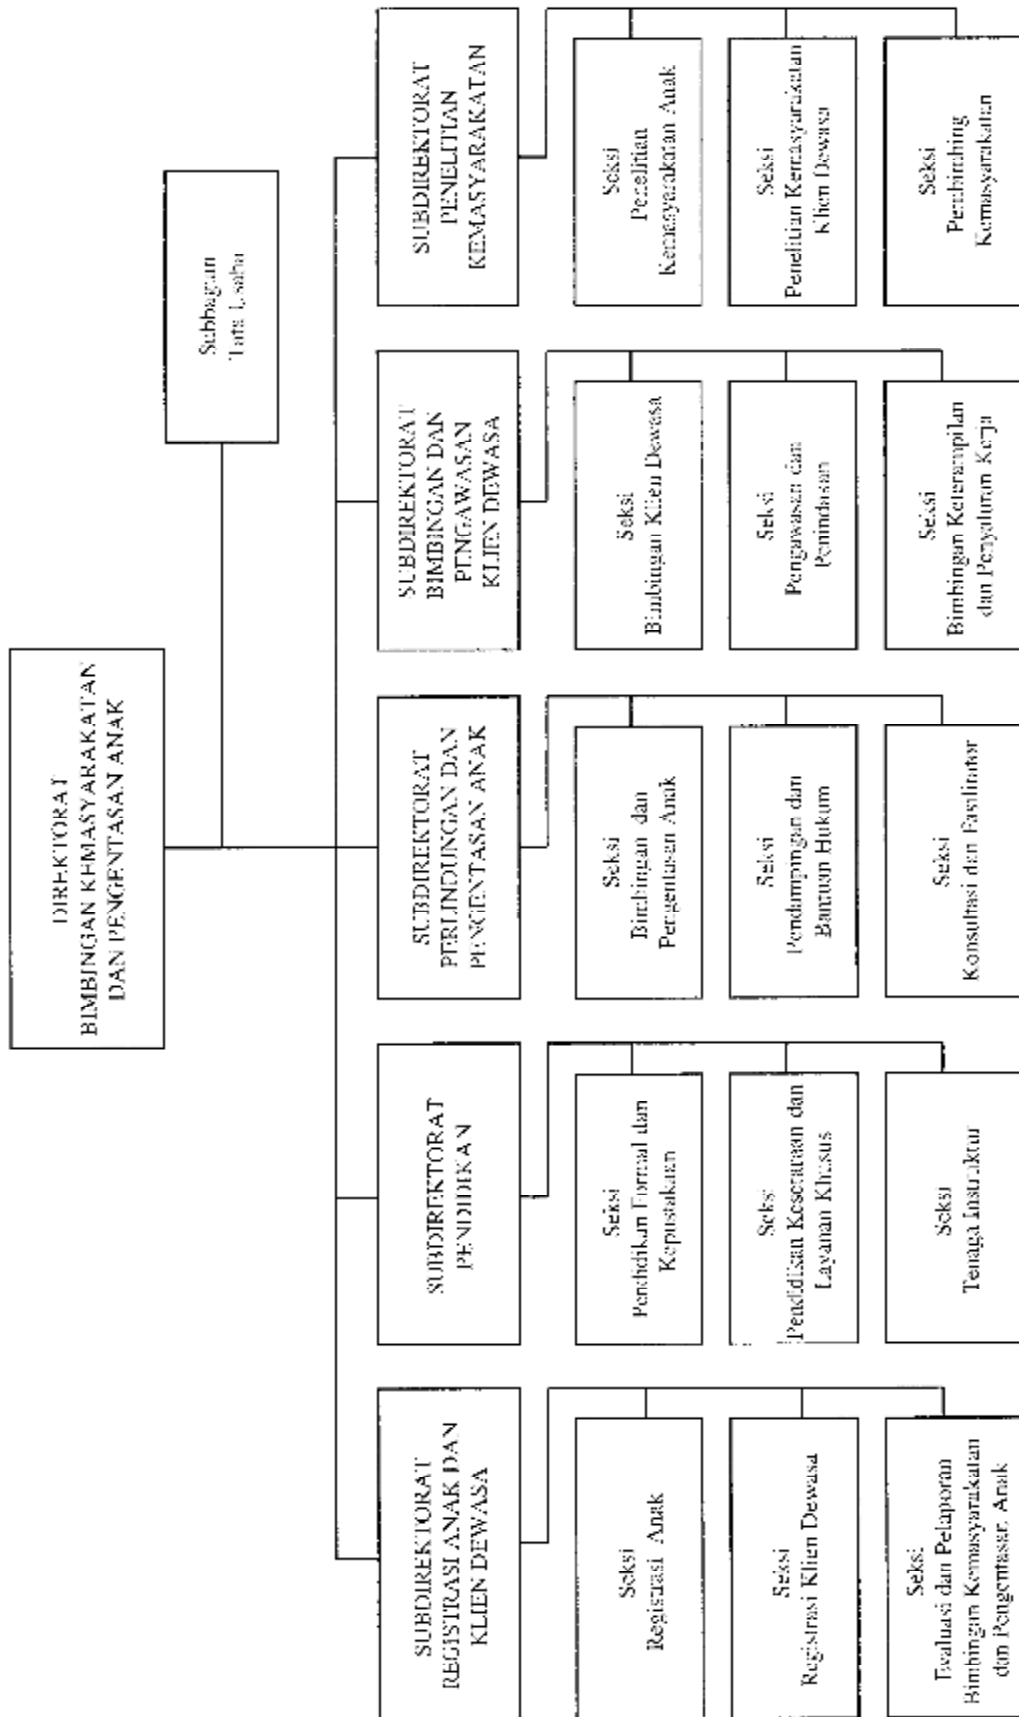 DIREKTORAT
BIMBINGAN KEMASYARAKATAN
DAN PENGENTASAN ANAK
Subbagian
Tata Usaha
SUBDIREKTORAT
REGISTRASI ANAK DAN
KLIEN DEWASA
Seksi
Registrasi Anak
Seksi
Registrasi Klien Dewasa
Seksi
Evaluasi dan Pelaporan
Bimbingan Kemasyarakatan
dan Pengentasan Anak
SUBDIREKTORAT
PENDIDIKAN
Seksi
Pendidikan Formal dan
Kepustakaan
Seksi
Pendidikan Kesetaraan dan
Layanan Khusus
Seksi
Tenaga Instruktur
SUBDIREKTORAT
PERLINDUNGAN DAN
PENGENTASAN ANAK
Seksi
Bimbingan dan
Pengentasan Anak
Seksi
Pendampingan dan
Bantuan Hukum
Seksi
Konsultasi dan Fasilitator
SUBDIREKTORAT
BIMBINGAN DAN
PENGAWASAN
KLIEN DEWASA
Seksi
Bimbingan Klien Dewasa
Seksi
Pengawasan dan
Penindasan
Seksi
Bimbingan Keterampilan
dan Penyaluran Kerja
SUBDIREKTORAT
PENELITIAN
KEMASYARAKATAN
Seksi
Penelitian
Kemasyarakatan Anak
Seksi
Penelitian Kemasyarakatan
Klien Dewasa
Seksi
Pembimbing
Kemasyarakatan